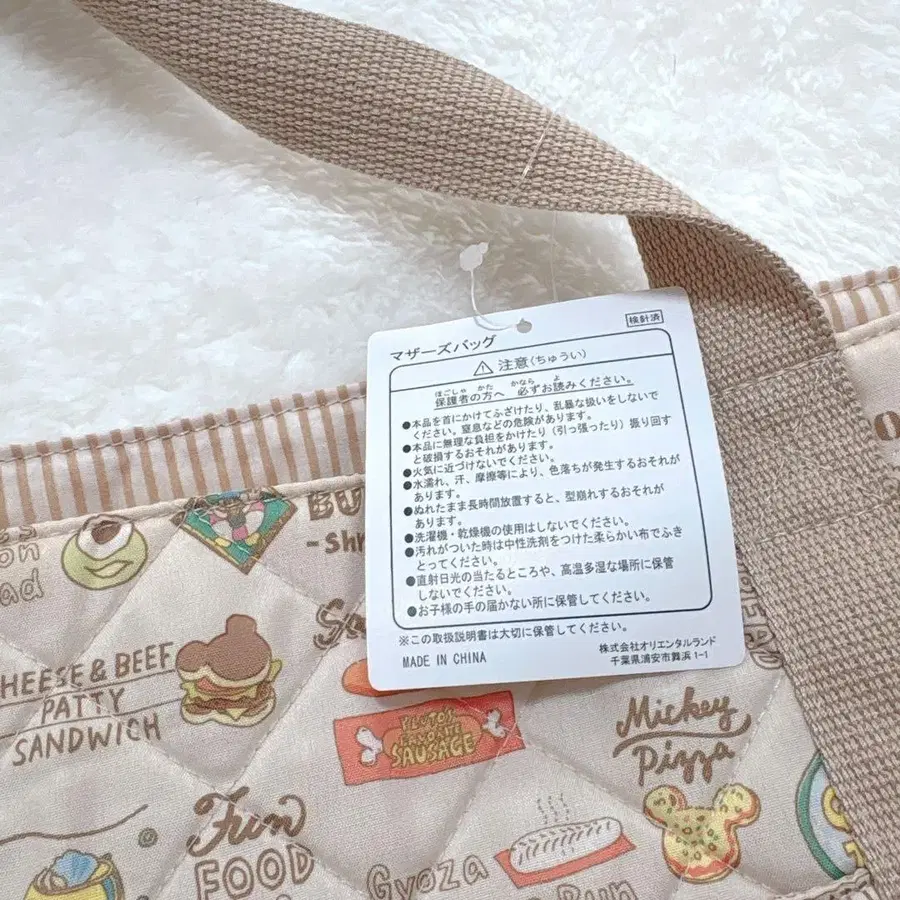 検針済
マザーズバッグ
注意(ちゅうい)
ほごしゃ かた かなら よ
保護者の方へ 必ずお読みください。
●本品を首にかけてふざけたり、乱暴な扱いをしないで
ください。窒息などの危険があります。
●本品に無理な負担をかけたり(引っ張ったり)振り回す
と破損するおそれがあります。
●火気に近づけないでください。
●水濡れ、汗、摩擦等により、色落ちが発生するおそれが
あります。
●ぬれたまま長時間放置すると、型崩れするおそれが
あります。
●洗濯機・乾燥機の使用はしないでください。
●汚れがついた時は中性洗剤をつけた柔らかい布でふき
とってください。
●直射日光の当たるところや、高温多湿な場所に保管
しないでください。
●お子様の手の届かない所に保管してください。
※この取扱説明書は大切に保管してください。
MADE IN CHINA
株式会社オリエンタルランド
千葉県浦安市舞浜1-1
on
ad
BU
-shr
HEESE & BEEF
PATTY
SANDWICH
PLUTO'S
FAVORITE
SAUSAGE
Mickey
Pizza
Fun
FOOD
Gyoza
Bun